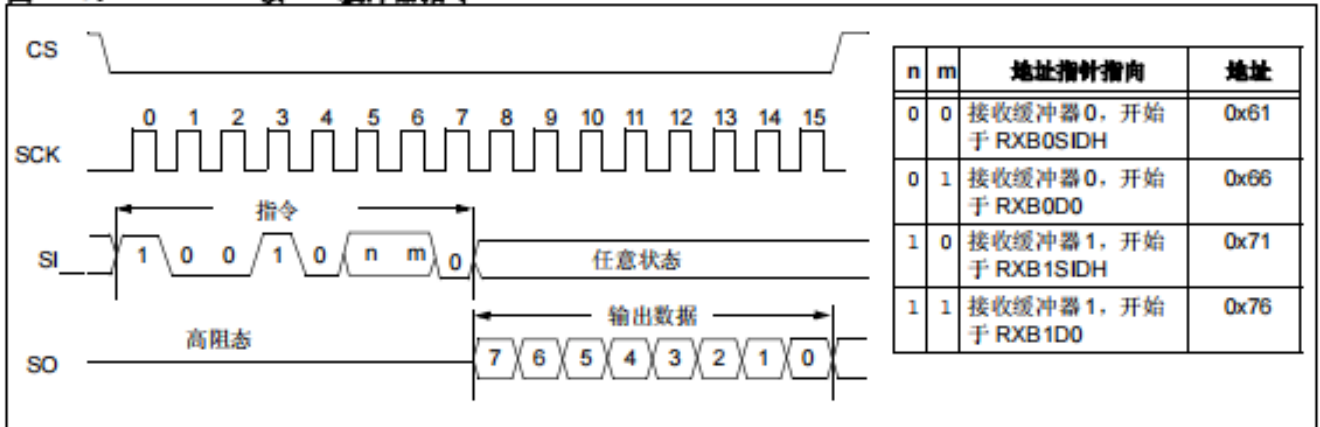 CS
0 1 2 3 4 5 6 7 8 9 10 11 12 13 14 15
SCK
指令
SI 1 0 0 1 0 n m 0 任意状态
输出数据
高阻态
SO 7 6 5 4 3 2 1 0
n m 地址指针指向 地址
0 0 接收缓冲器 0，开始 0x61
于 RXB0SIDH
0 1 接收缓冲器 0，开始 0x66
于 RXB0D0
1 0 接收缓冲器 1，开始 0x71
于 RXB1SIDH
1 1 接收缓冲器 1，开始 0x76
于 RXB1D0